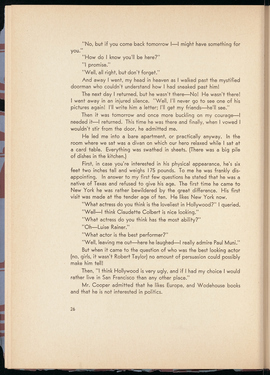 "No, but if you come back tomorrow I—I might have something for
you."
"How do I know you'll be here?"
"I promise."
"Well, all right, but don't forget."
And away I went, my head in heaven as I walked past the mystified
doorman who couldn't understand how I had sneaked past him!
The next day I returned, but he wasn't there—No! He wasn't there!
I went away in an injured silence. "Well, I'll never go to see one of his
pictures again! I'll write him a letter; I'll get my friends—he'll see."
Then it was tomorrow and once more buckling on my courage—I
needed it—I returned. This time he was there and finally, when I vowed I
wouldn't stir from the door, he admitted me.
He led me into a bare apartment, or practically anyway. In the
room where we sat was a divan on which our hero relaxed while I sat at
a card table. Everything was swathed in sheets. (There was a big pile
of dishes in the kitchen.)
First, in case you're interested in his physical appearance, he's six
feet two inches tall and weighs 175 pounds. To me he was frankly dis-
appointing. In answer to my first few questions he stated that he was a
native of Texas and refused to give his age. The first time he came to
New York he was rather bewildered by the great difference. His first
visit was made at the tender age of ten. He likes New York now.
"What actress do you think is the loveliest in Hollywood?" I queried.
"Well—I think Claudette Colbert is nice looking."
"What actress do you think has the most ability?"
"Oh—Luise Rainer."
"What actor is the best performer?"
"Well, leaving me out—here he laughed—I really admire Paul Muni."
But when it came to the question of who was the best looking actor
(no, girls, it wasn't Robert Taylor) no amount of persuasion could possibly
make him tell!
Then, "I think Hollywood is very ugly, and if I had my choice I would
rather live in San Francisco than any other place."
Mr. Cooper admitted that he likes Europe, and Wodehouse books
and that he is not interested in politics.
26